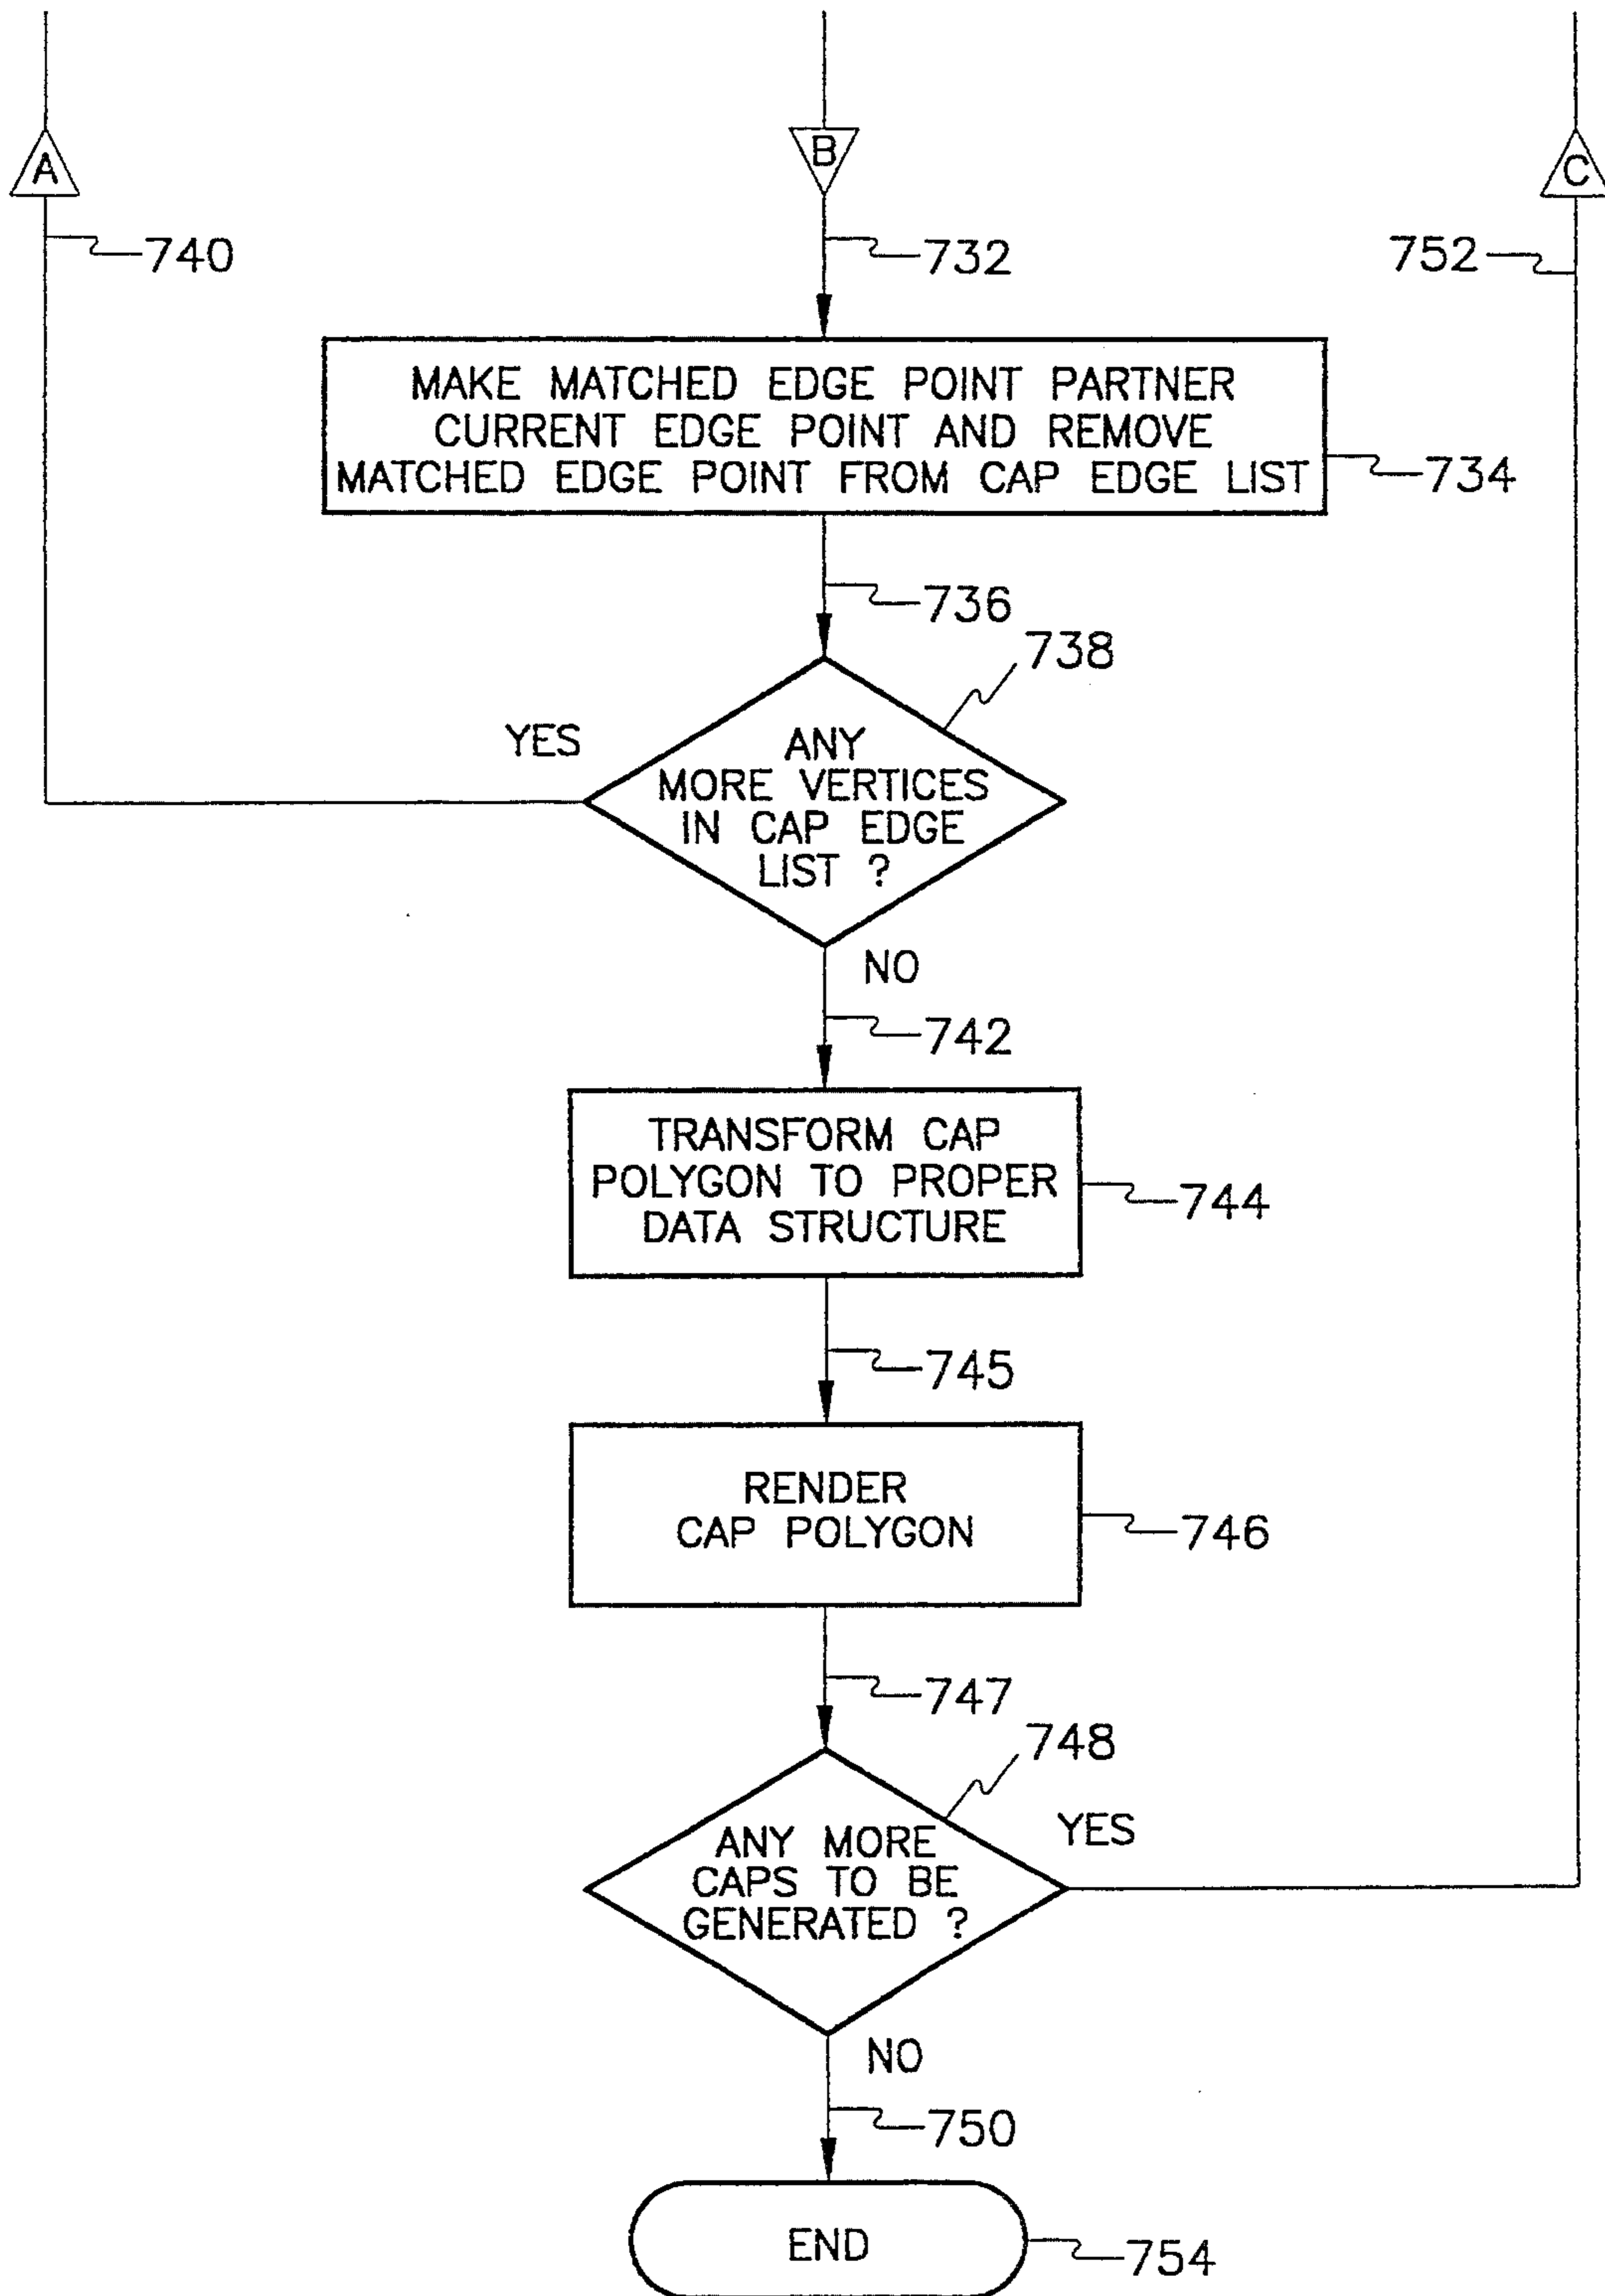 A
B
C
740
732
752
MAKE MATCHED EDGE POINT PARTNER
CURRENT EDGE POINT AND REMOVE
MATCHED EDGE POINT FROM CAP EDGE LIST
734
736
738
YES
ANY
MORE VERTICES
IN CAP EDGE
LIST ?
NO
742
TRANSFORM CAP
POLYGON TO PROPER
DATA STRUCTURE
744
745
RENDER
CAP POLYGON
746
747
748
YES
ANY MORE
CAPS TO BE
GENERATED ?
NO
750
END
754